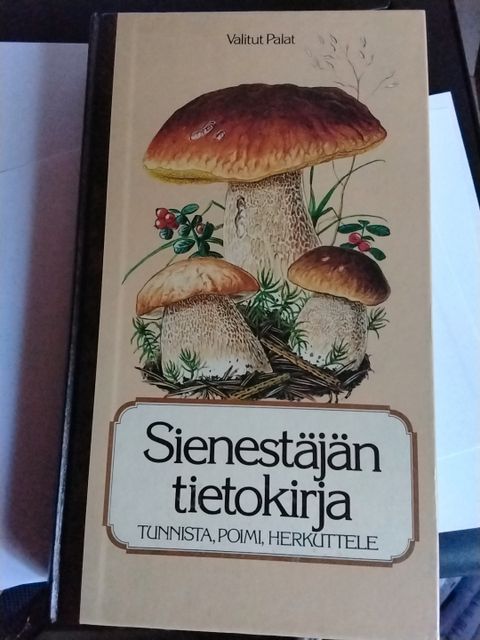 Valitut Palat
Sienestäjän
tietokirja
TUNNISTA, POIMI, HERKUTTELE